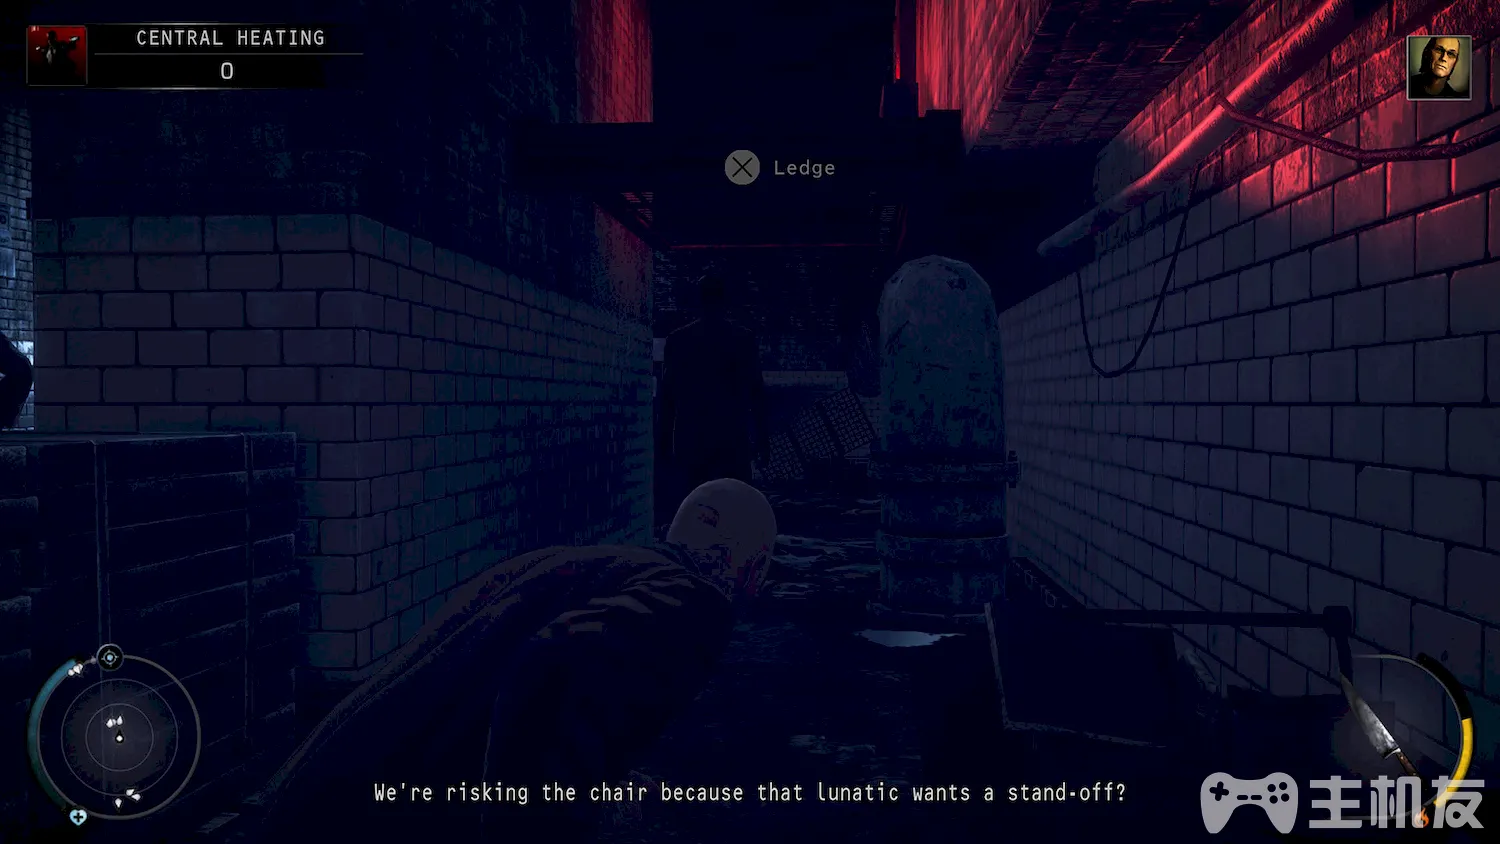 CENTRAL HEATING
0
Ledge
We're risking the chair because that lunatic wants a stand-off?
主机友